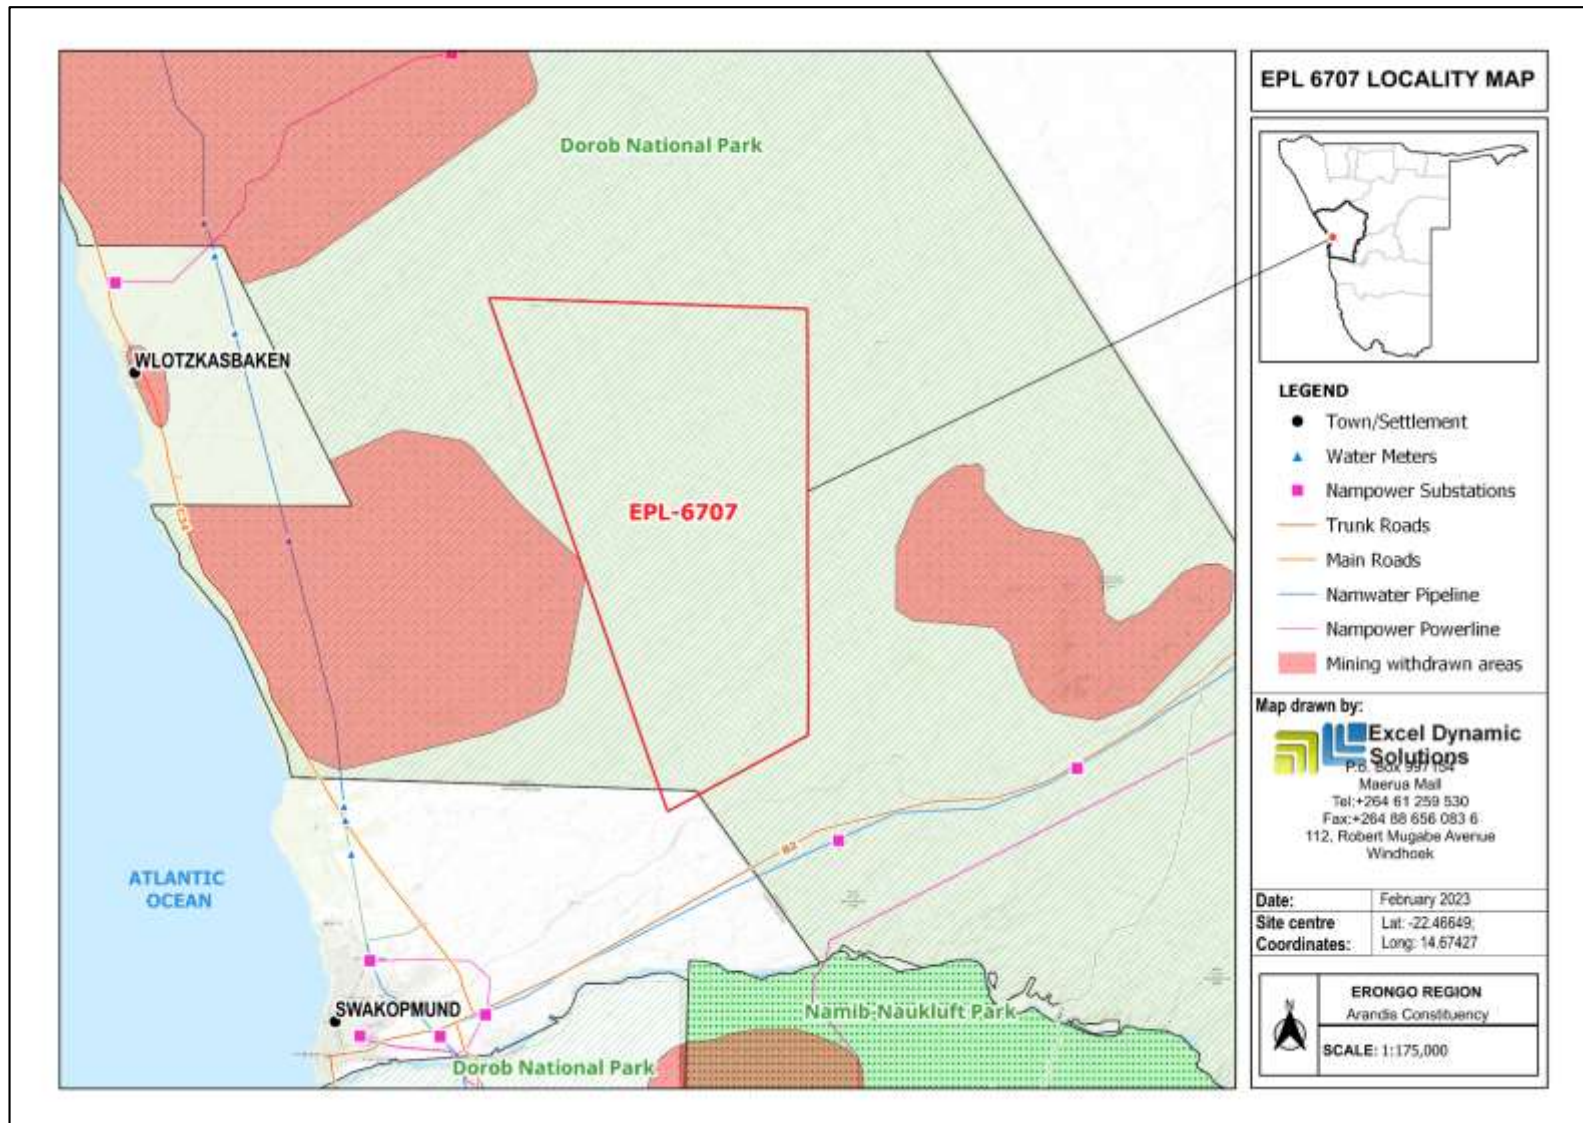 EPL 6707 LOCALITY MAP
Dorob National Park
WLOTZKASBAKEN
C34
EPL-6707
B2
ATLANTIC
OCEAN
SWAKOPMUND
Namib-Naukluft Park
Dorob National Park
LEGEND
Town/Settlement
Water Meters
Nampower Substations
Trunk Roads
Main Roads
Namwater Pipeline
Nampower Powerline
Mining withdrawn areas
Map drawn by:
Excel Dynamic
Solutions
P.o. Box 997154
Maerua Mall
Tel:+264 61 259 530
Fax:+264 88 656 083 6
112, Robert Mugabe Avenue
Windhoek
Date: February 2023
Site centre Lat: -22.46649;
Coordinates: Long: 14.67427
N
ERONGO REGION
Arandis Constituency
SCALE: 1:175,000